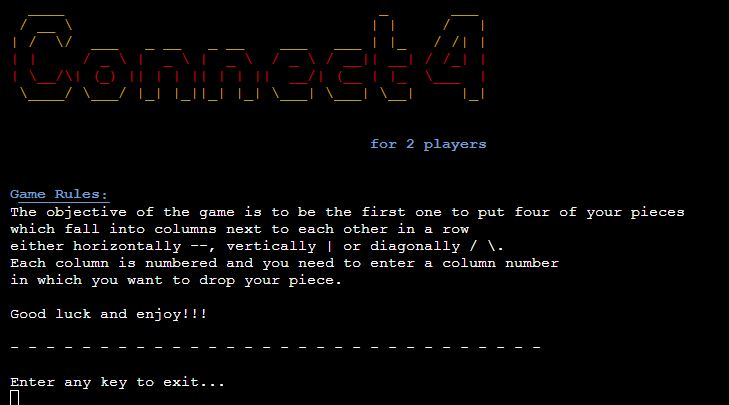 Connect4
for 2 players
Game Rules:
The objective of the game is to be the first one to put four of your pieces
which fall into columns next to each other in a row
either horizontally --, vertically | or diagonally / \.
Each column is numbered and you need to enter a column number
in which you want to drop your piece.
Good luck and enjoy!!!
Enter any key to exit...